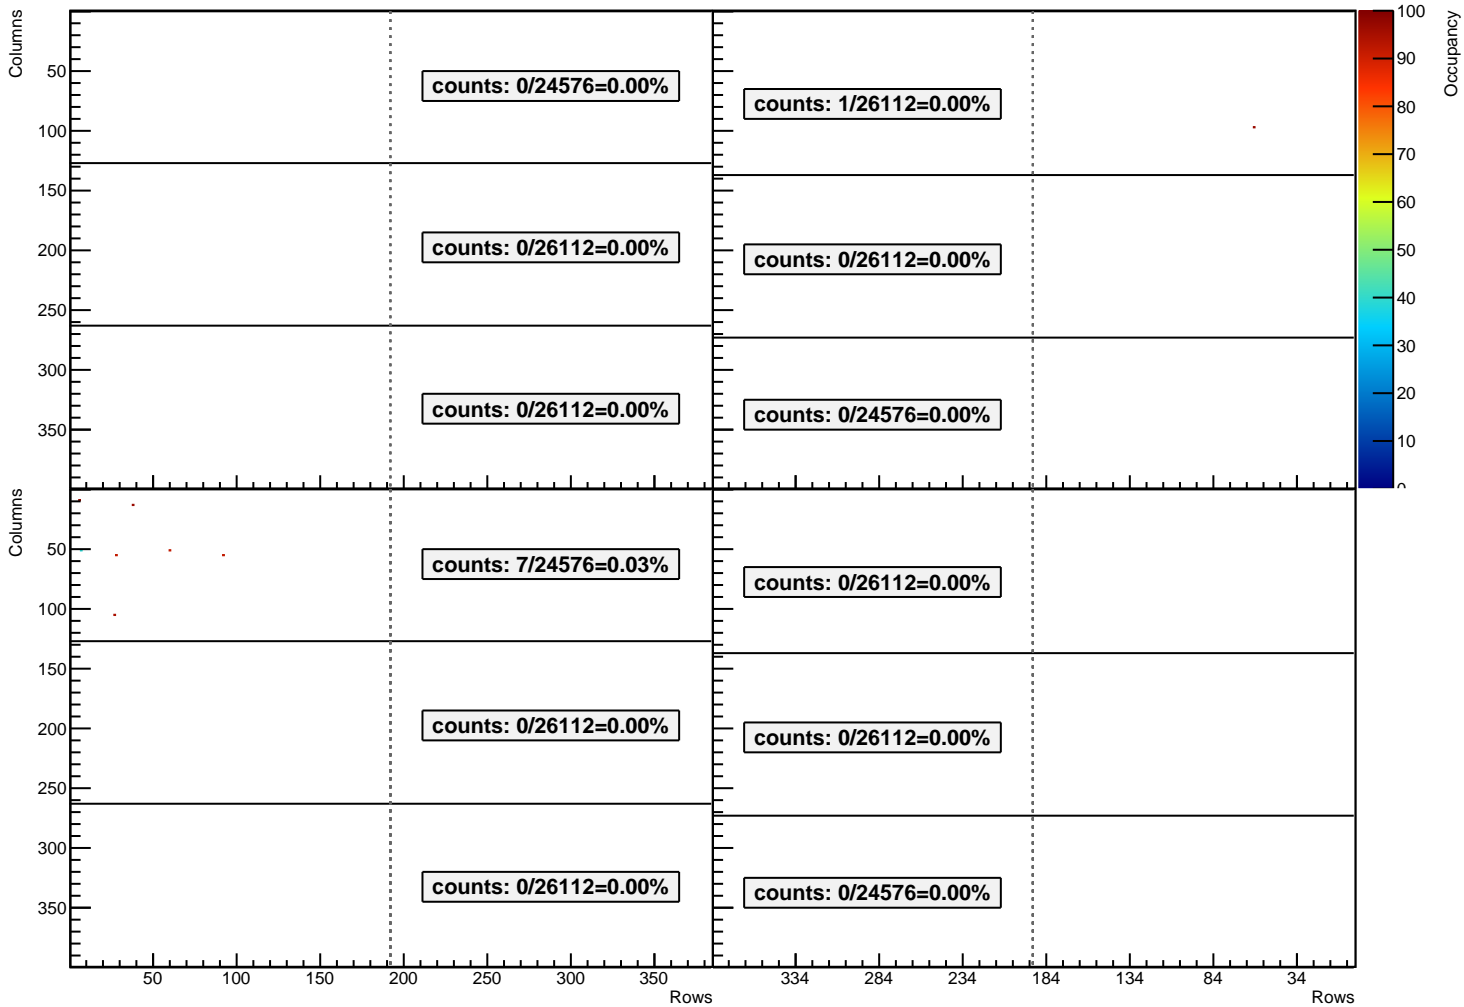 Columns
50
100
150
200
250
300
350
counts: 0/24576=0.00%
counts: 0/26112=0.00%
counts: 0/26112=0.00%
counts: 1/26112=0.00%
counts: 0/26112=0.00%
counts: 0/24576=0.00%
100
90
80
70
60
50
40
30
20
10
0
Occupancy
Columns
50
100
150
200
250
300
350
counts: 7/24576=0.03%
counts: 0/26112=0.00%
counts: 0/26112=0.00%
50 100 150 200 250 300 350
Rows
counts: 0/26112=0.00%
counts: 0/26112=0.00%
counts: 0/24576=0.00%
334 284 234 184 134 84 34
Rows